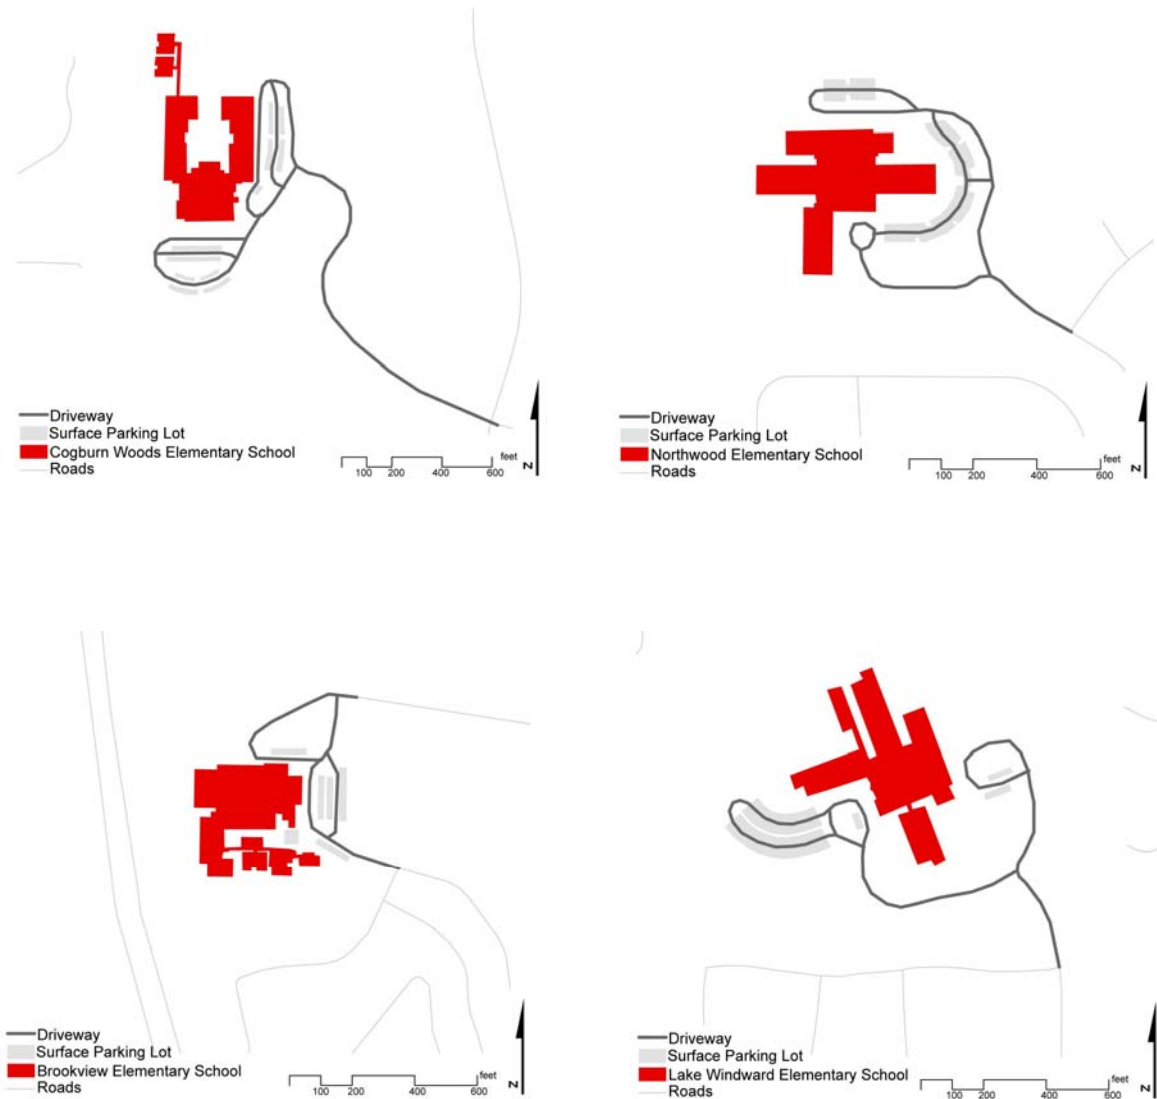 Driveway
Surface Parking Lot
Cogburn Woods Elementary School
Roads
feet
100 200 400 600
N
Driveway
Surface Parking Lot
Northwood Elementary School
Roads
feet
100 200 400 600
N
Driveway
Surface Parking Lot
Brookview Elementary School
Roads
feet
100 200 400 600
N
Driveway
Surface Parking Lot
Lake Windward Elementary School
Roads
feet
100 200 400 600
N